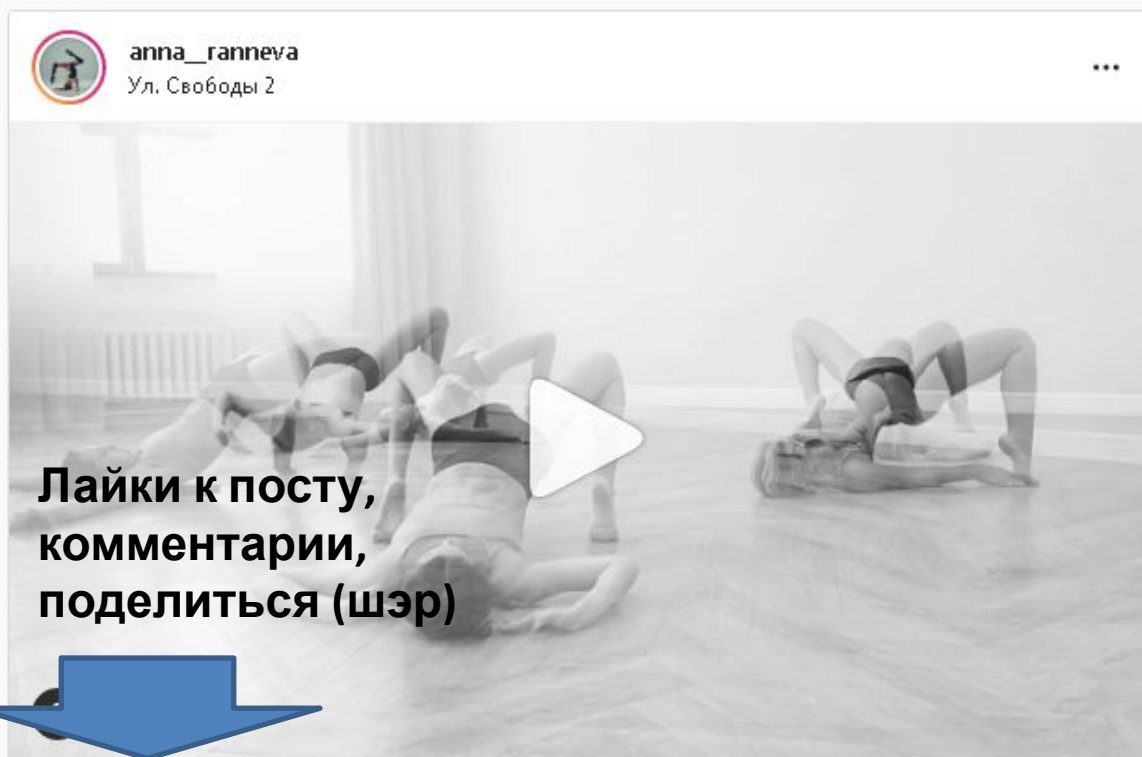 anna__ranneva
Ул. Свободы 2
Лайки к посту,
комментарии,
поделиться (шэр)